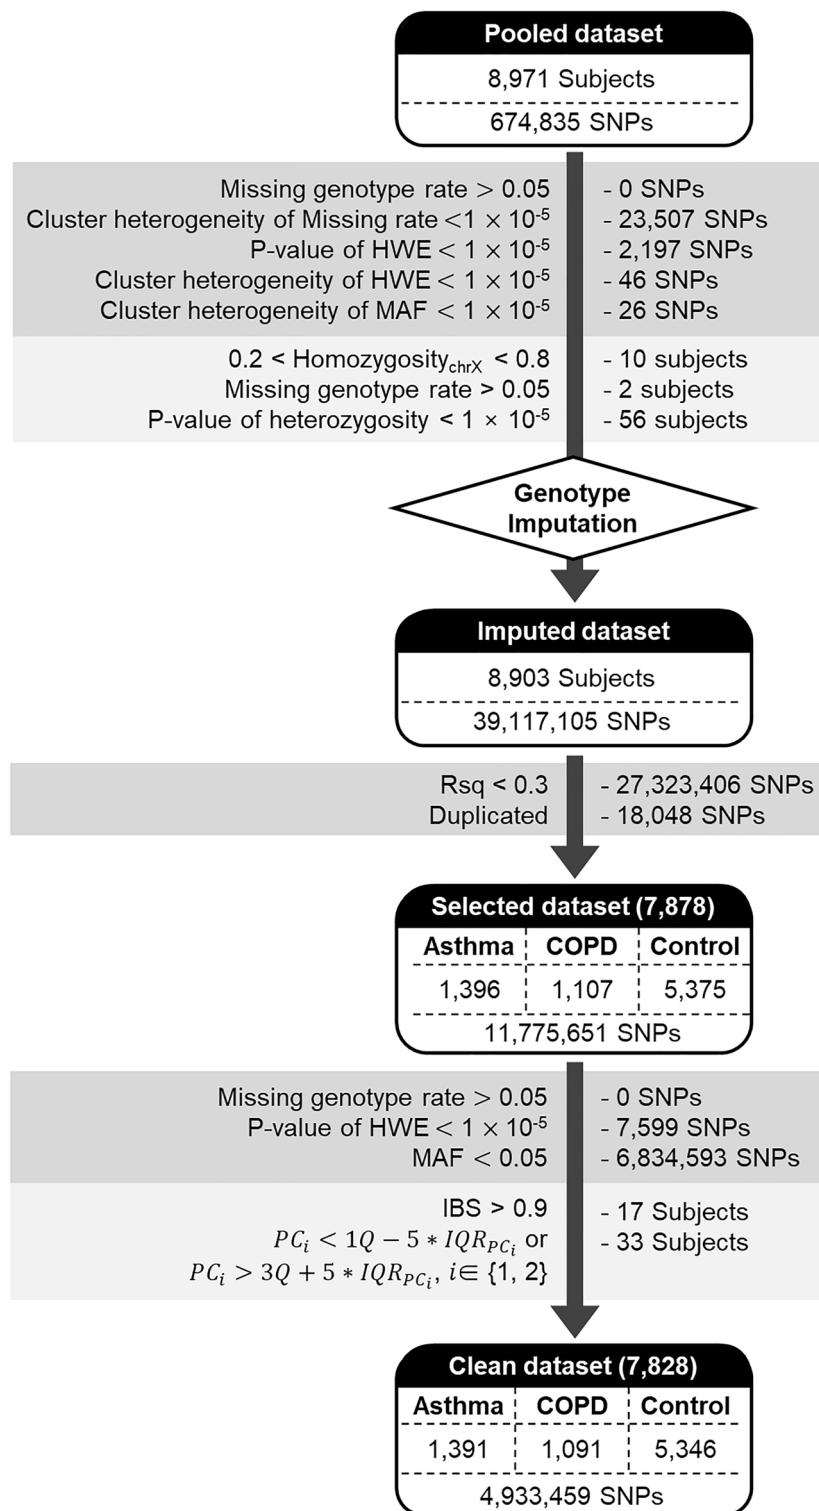 Pooled dataset
8,971 Subjects
674,835 SNPs
Missing genotype rate > 0.05 - 0 SNPs
Cluster heterogeneity of Missing rate < 1 × 10⁻⁵ - 23,507 SNPs
P-value of HWE < 1 × 10⁻⁵ - 2,197 SNPs
Cluster heterogeneity of HWE < 1 × 10⁻⁵ - 46 SNPs
Cluster heterogeneity of MAF < 1 × 10⁻⁵ - 26 SNPs
0.2 < Homozygosity_chrX < 0.8 - 10 subjects
Missing genotype rate > 0.05 - 2 subjects
P-value of heterozygosity < 1 × 10⁻⁵ - 56 subjects
Genotype
Imputation
Imputed dataset
8,903 Subjects
39,117,105 SNPs
Rsq < 0.3 - 27,323,406 SNPs
Duplicated - 18,048 SNPs
Selected dataset (7,878)
Asthma COPD Control
1,396 1,107 5,375
11,775,651 SNPs
Missing genotype rate > 0.05 - 0 SNPs
P-value of HWE < 1 × 10⁻⁵ - 7,599 SNPs
MAF < 0.05 - 6,834,593 SNPs
IBS > 0.9 - 17 Subjects
PC_i < 1Q − 5 * IQR_PC_i or - 33 Subjects
PC_i > 3Q + 5 * IQR_PC_i, i ∈ {1, 2}
Clean dataset (7,828)
Asthma COPD Control
1,391 1,091 5,346
4,933,459 SNPs